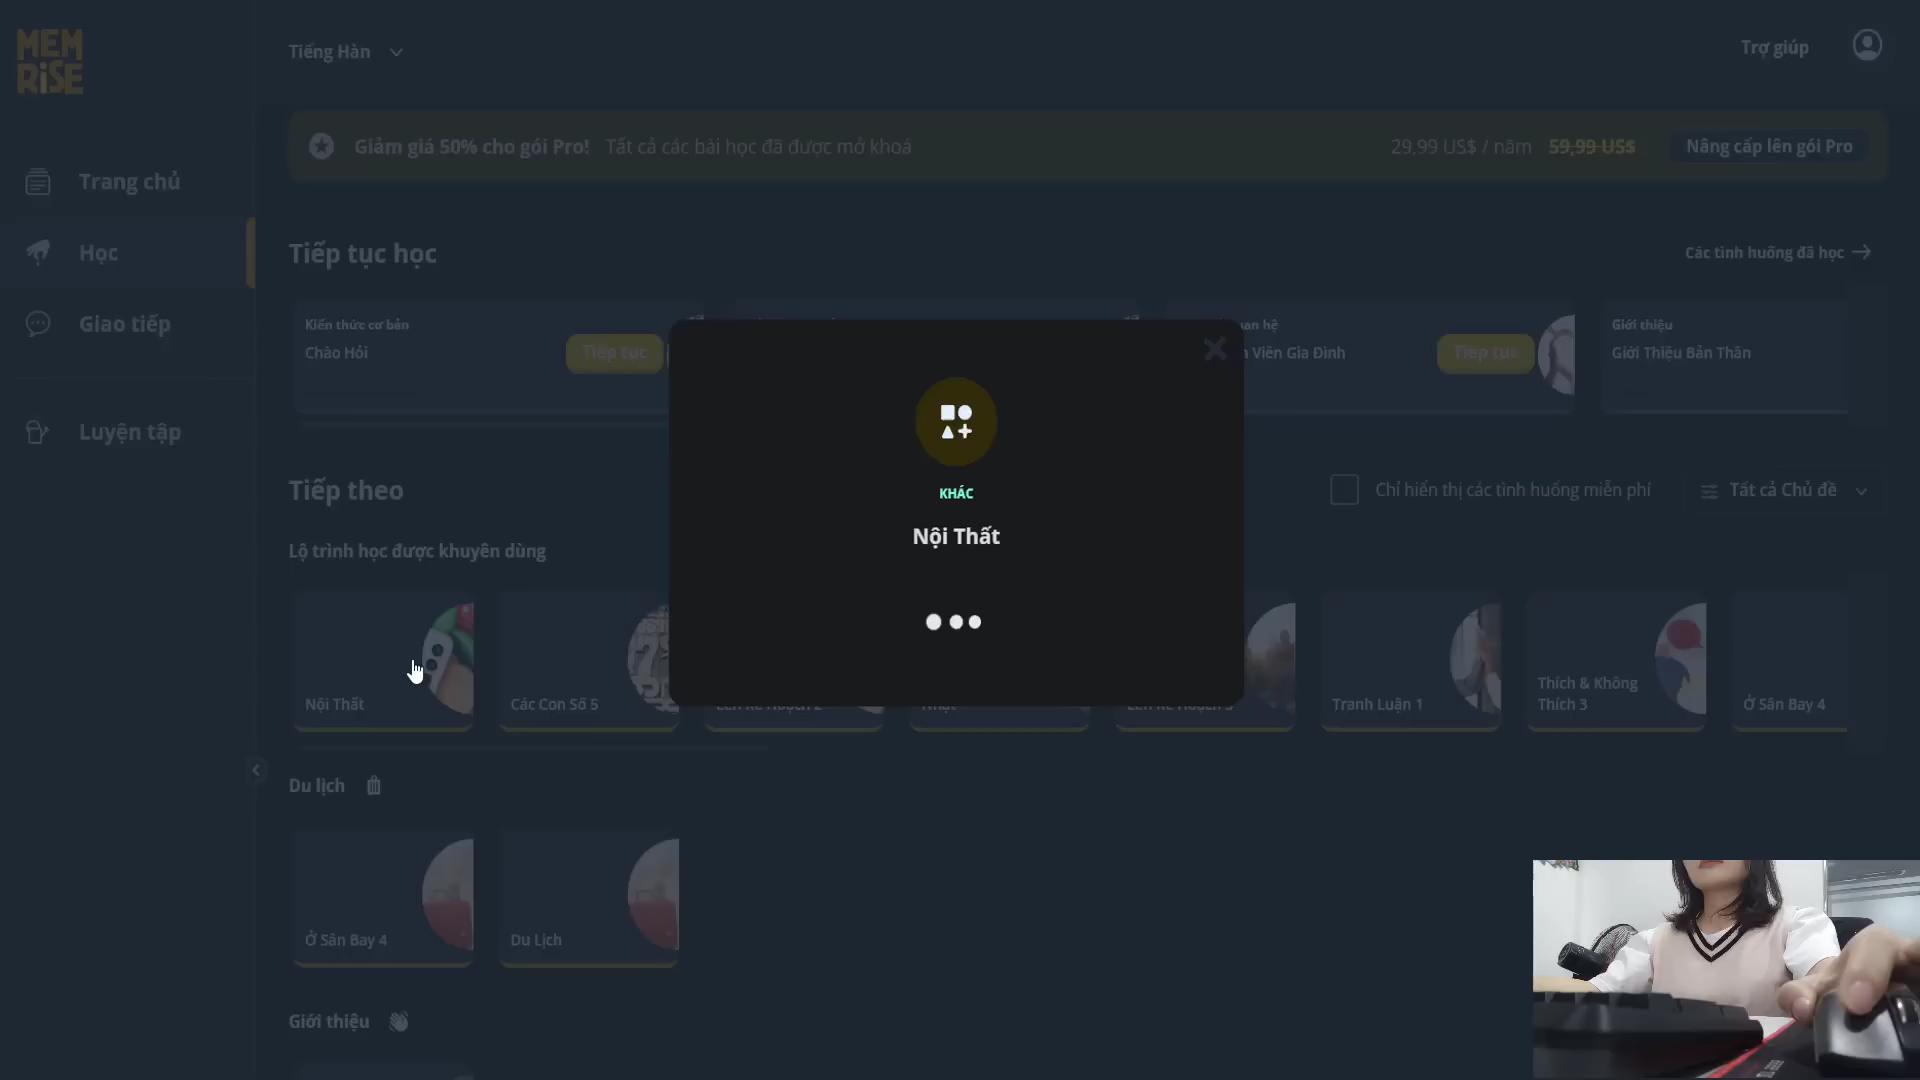 MEM
RiSE
Tiếng Hàn
Trợ giúp
Giảm giá 50% cho gói Pro! Tất cả các bài học đã được mở khoá
29,99 US$ / năm 59,99 US$ Nâng cấp lên gói Pro
Trang chủ
Học
Giao tiếp
Luyện tập
Tiếp tục học
Các tình huống đã học
Kiến thức cơ bản
Chào Hỏi
Tiếp tục
Viên Gia Đình
Tiếp tục
Giới thiệu
Giới Thiệu Bản Thân
KHÁC
Nội Thất
Tiếp theo
Chỉ hiển thị các tình huống miễn phí
Tất cả Chủ đề
Lộ trình học được khuyên dùng
Nội Thất
Các Con Số 5
Tranh Luận 1
Thích & Không
Thích 3
Ở Sân Bay 4
Du lịch
Ở Sân Bay 4
Du Lịch
Giới thiệu